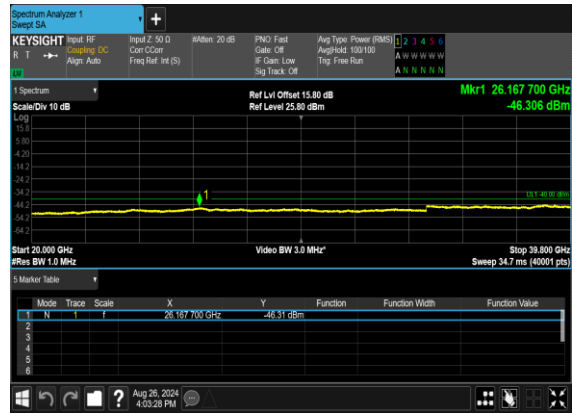 Spectrum Analyzer 1
Swept SA
+
KEYSIGHT Input: RF Input Z: 50 Ω #Atten: 20 dB PNO: Fast Avg Type: Power (RMS) 1 2 3 4 5 6
R T Coupling: DC Corr CCorr Gate: Off Avg|Hold: 100/100 A W W W W W
Align: Auto Freq Ref: Int (S) IF Gain: Low Trig: Free Run
Sig Track: Off A N N N N N
1 Spectrum Ref Lvl Offset 15.80 dB Mkr1 26.167 700 GHz
Scale/Div 10 dB Ref Level 25.80 dBm -46.306 dBm
Log
15.8
5.80
-4.20
-14.2
-24.2
-34.2 1
-44.2
-54.2
-64.2
Start 20.000 GHz Video BW 3.0 MHz* Stop 39.800 GHz
#Res BW 1.0 MHz Sweep 34.7 ms (40001 pts)
5 Marker Table
Mode Trace Scale X Y Function Function Width Function Value
1 N 1 f 26.167 700 GHz -46.31 dBm
2
3
4
5
6
? Aug 26, 2024
4:03:28 PM